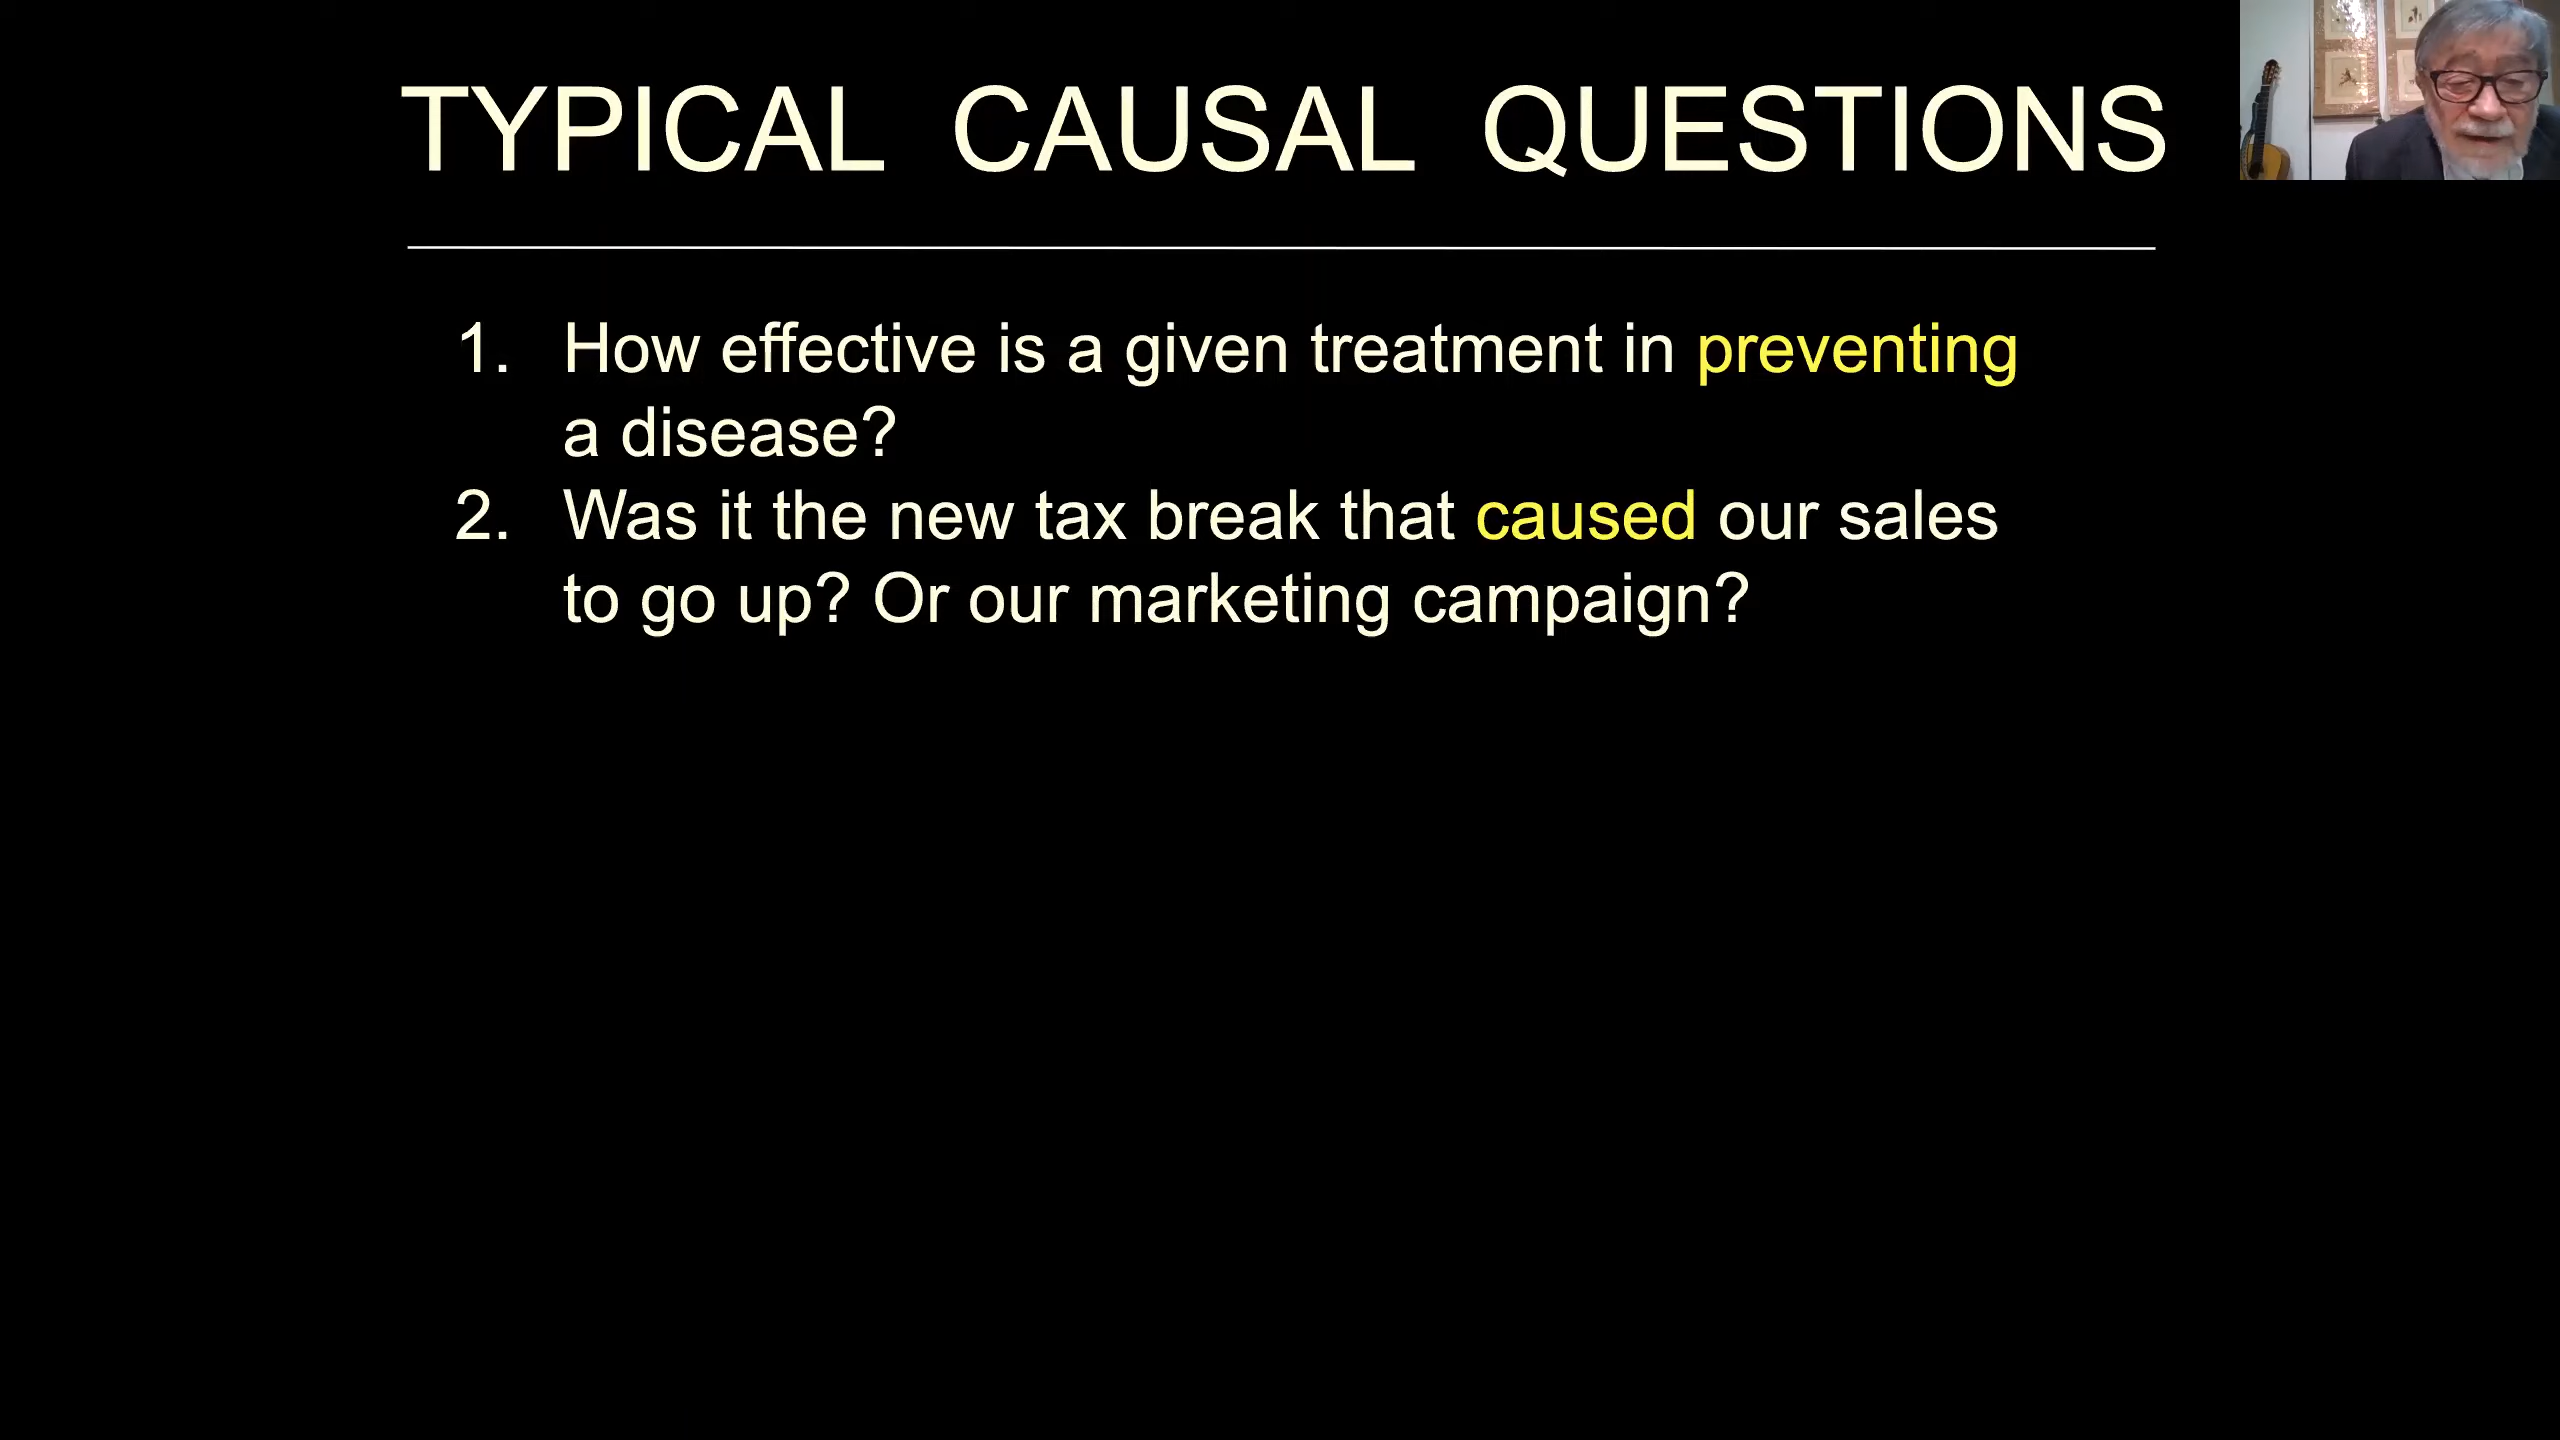 TYPICAL CAUSAL QUESTIONS
1. How effective is a given treatment in preventing
a disease?
2. Was it the new tax break that caused our sales
to go up? Or our marketing campaign?